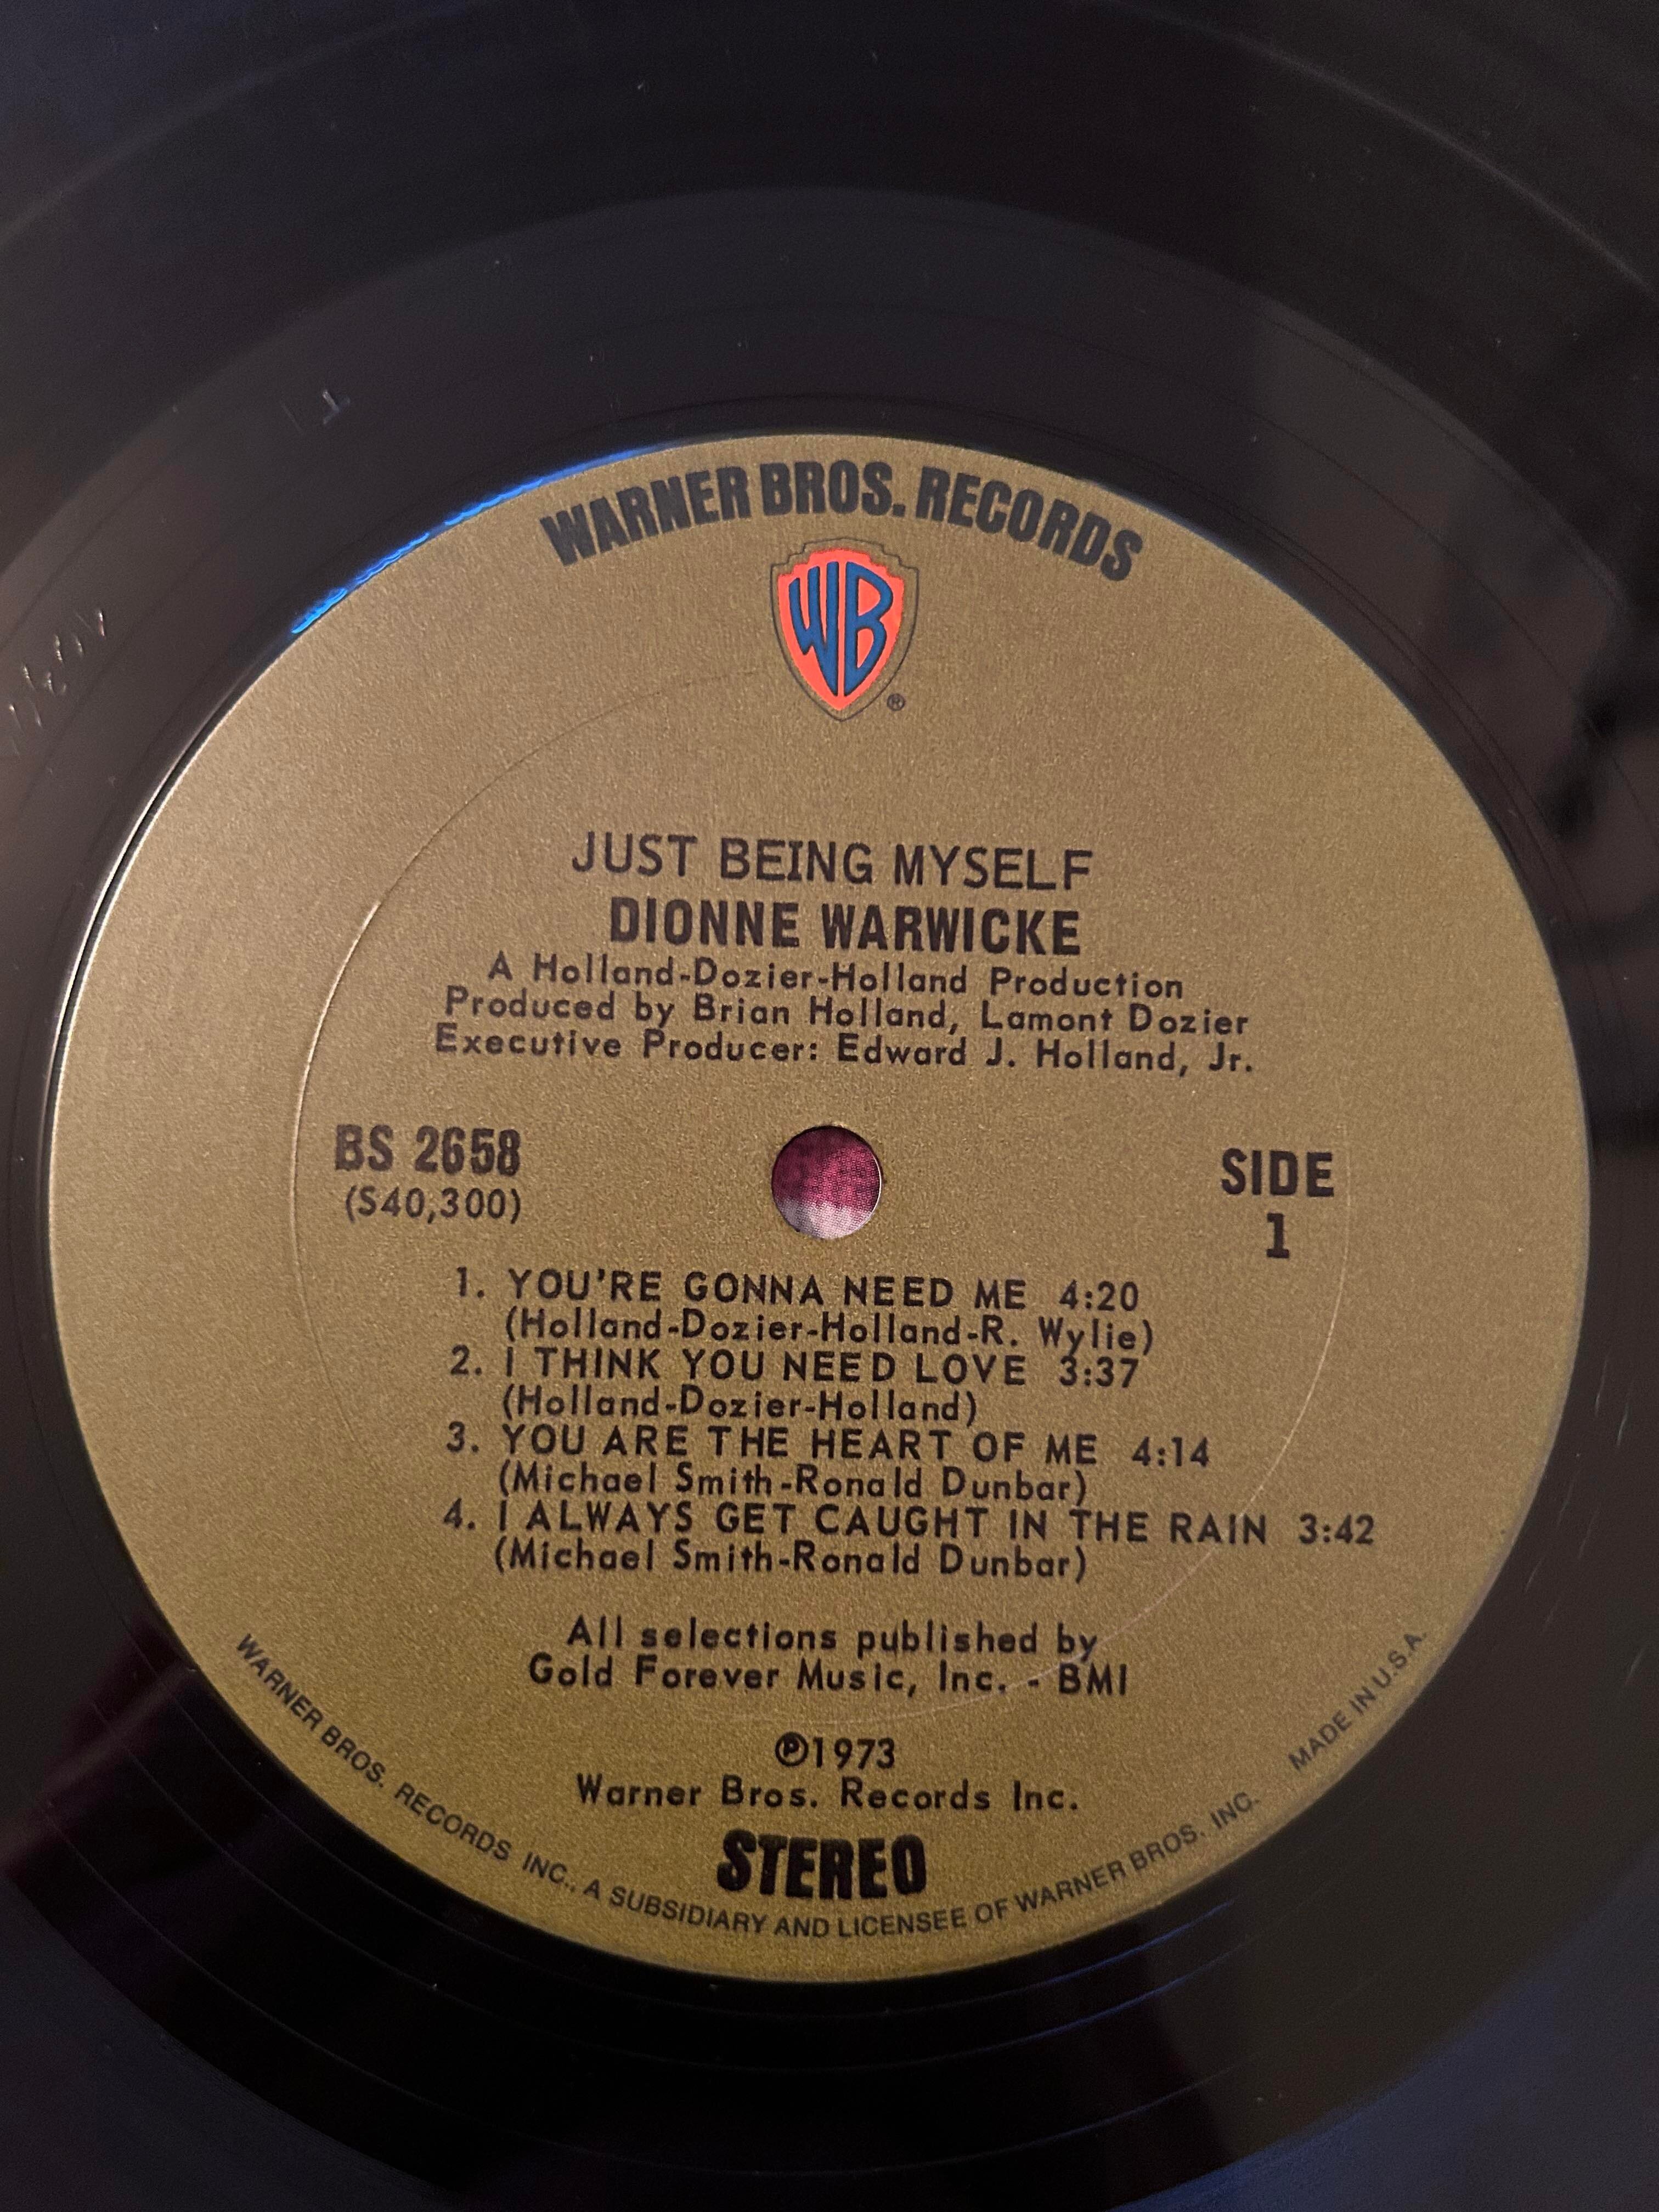 WARNER BROS. RECORDS
WB
®
JUST BEING MYSELF
DIONNE WARWICKE
A Holland-Dozier-Holland Production
Produced by Brian Holland, Lamont Dozier
Executive Producer: Edward J. Holland, Jr.
BS 2658
(S40,300)
SIDE
1
1. YOU'RE GONNA NEED ME 4:20
(Holland-Dozier-Holland-R. Wylie)
2. I THINK YOU NEED LOVE 3:37
(Holland-Dozier-Holland)
3. YOU ARE THE HEART OF ME 4:14
(Michael Smith-Ronald Dunbar)
4. I ALWAYS GET CAUGHT IN THE RAIN 3:42
(Michael Smith-Ronald Dunbar)
All selections published by
Gold Forever Music, Inc. - BMI
℗1973
Warner Bros. Records Inc.
STEREO
WARNER BROS. RECORDS INC., A SUBSIDIARY AND LICENSEE OF WARNER BROS. INC. MADE IN U.S.A.